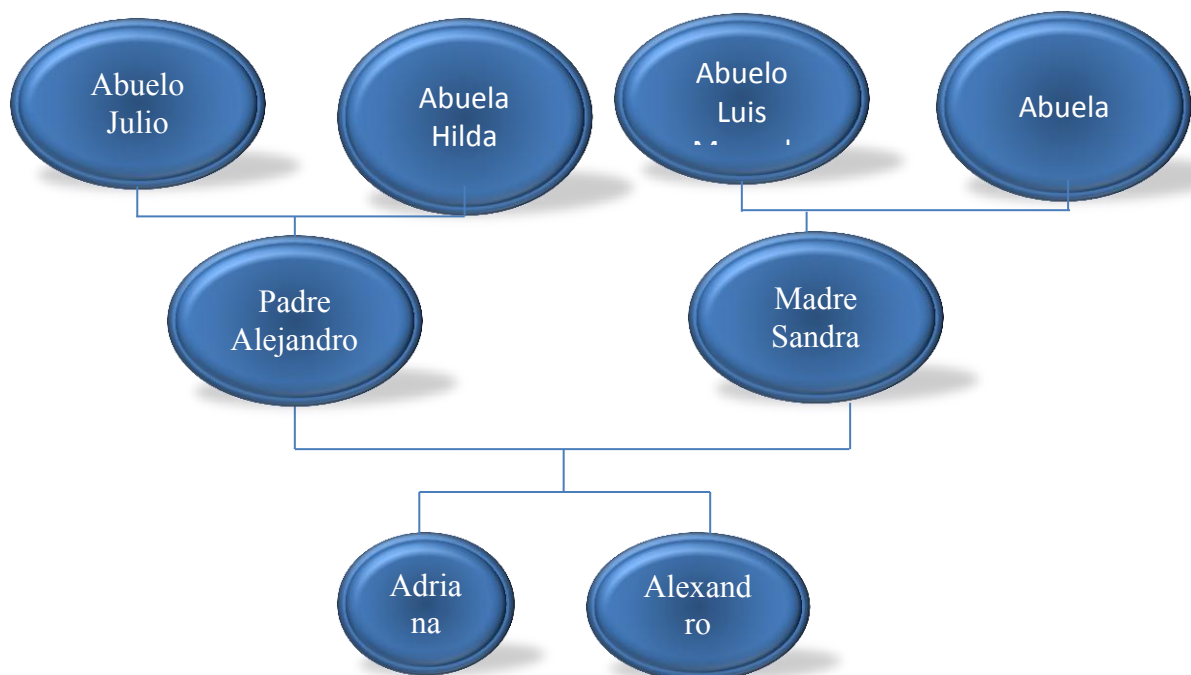 Abuelo
Julio
Abuela
Hilda
Abuelo
Luis
Abuela
Padre
Alejandro
Madre
Sandra
Adria
na
Alexand
ro